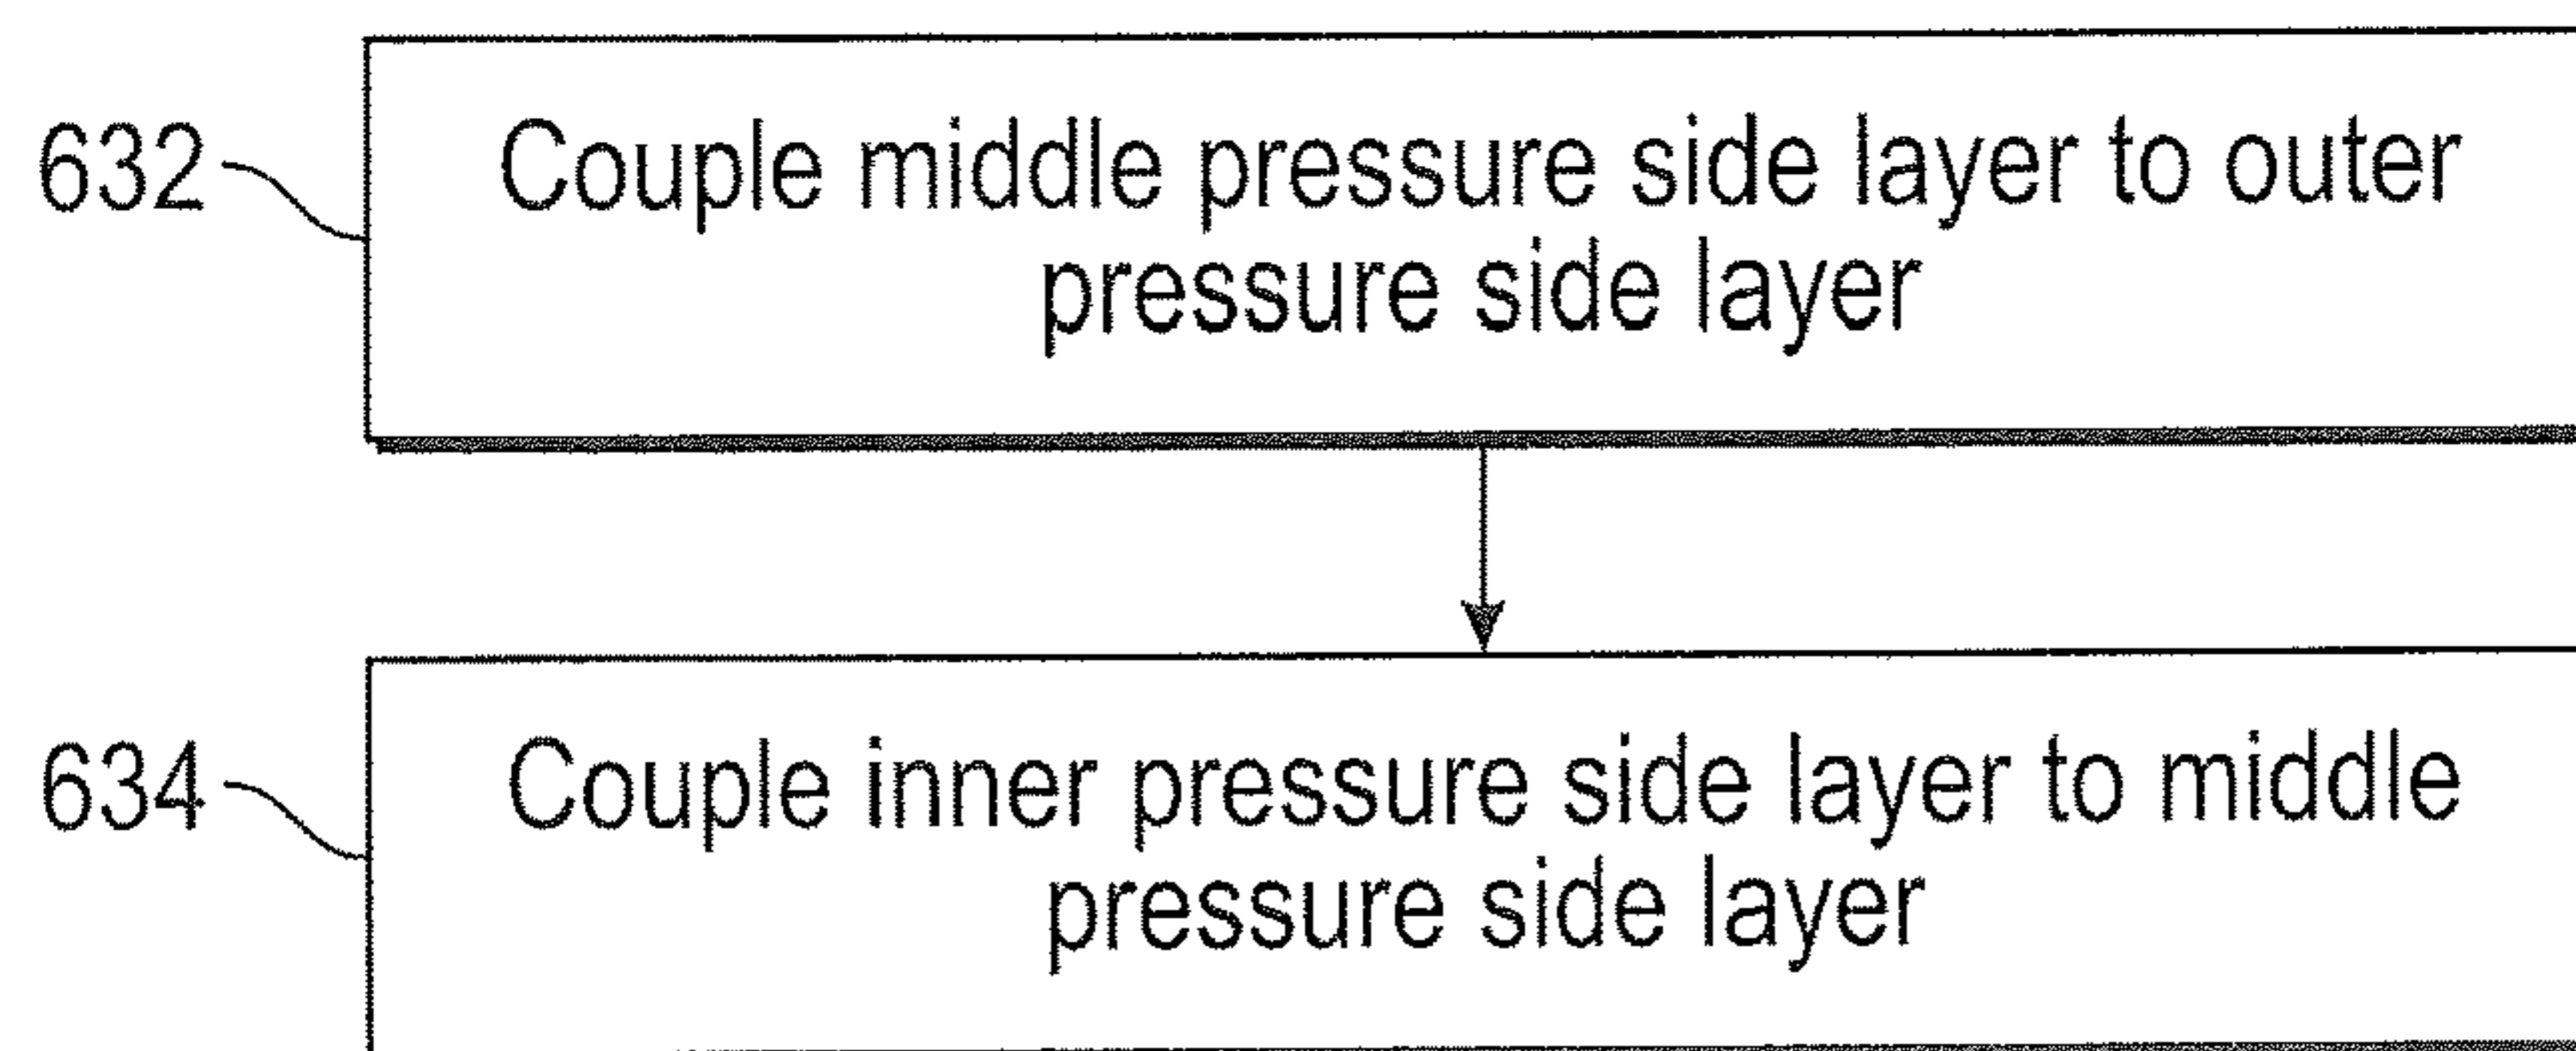 632
Couple middle pressure side layer to outer
pressure side layer
634
Couple inner pressure side layer to middle
pressure side layer